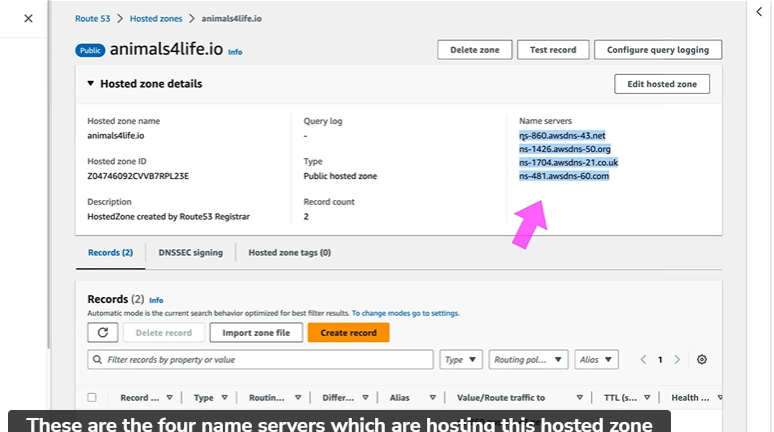 Route 53 > Hosted zones > animals4life.io
Public animals4life.io Info
Delete zone Test record Configure query logging
Hosted zone details
Edit hosted zone
Hosted zone name
animals4life.io
Hosted zone ID
Z04746092CVVB7RPL23E
Description
HostedZone created by Route53 Registrar
Query log
-
Type
Public hosted zone
Record count
2
Name servers
ns-860.awsdns-43.net
ns-1426.awsdns-50.org
ns-1704.awsdns-21.co.uk
ns-481.awsdns-60.com
Records (2) DNSSEC signing Hosted zone tags (0)
Records (2) Info
Automatic mode is the current search behavior optimized for best filter results. To change modes go to settings.
Delete record Import zone file Create record
Filter records by property or value Type Routing pol... Alias 1
Record ... Type Routin... Differ... Alias Value/Route traffic to TTL (s... Health ...
These are the four name servers which are hosting this hosted zone